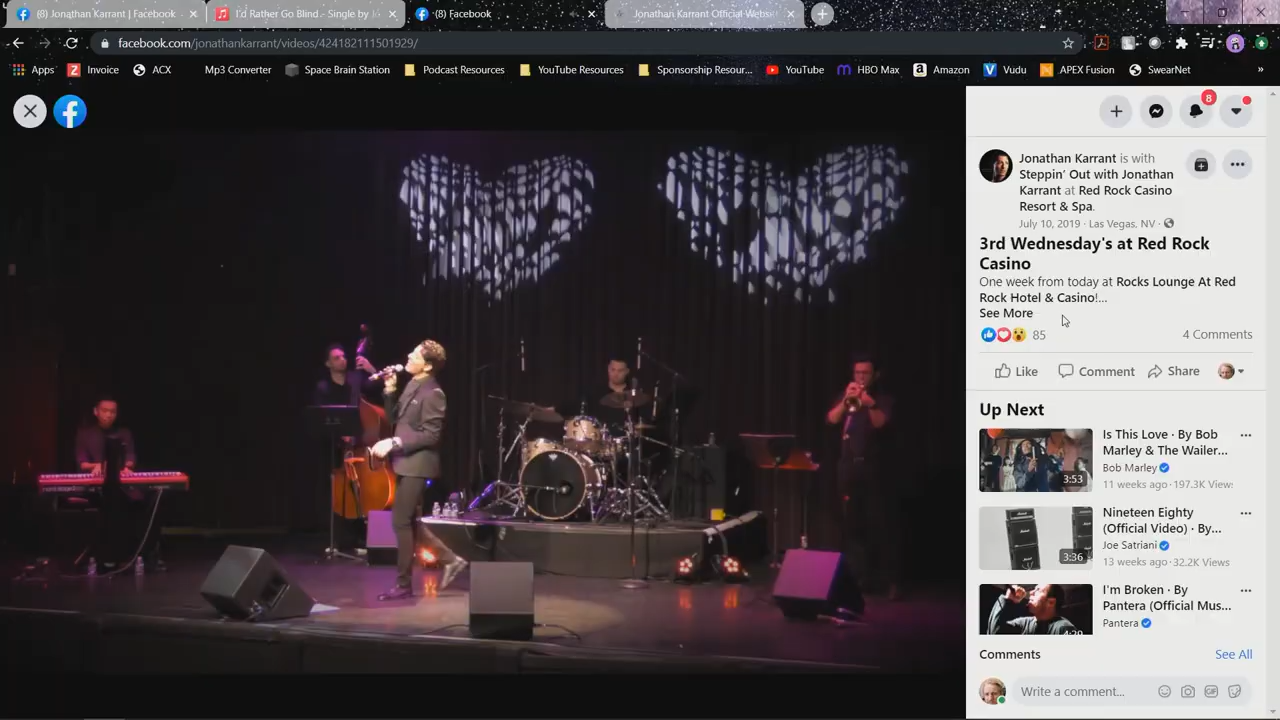 (8) Jonathan Karrant | Facebook
I'd Rather Go Blind - Single by Jo
(8) Facebook
Jonathan Karrant Official Websit
facebook.com/jonathankarrant/videos/424182111501929/
Apps
Invoice
ACX
Mp3 Converter
Space Brain Station
Podcast Resources
YouTube Resources
Sponsorship Resour...
YouTube
HBO Max
Amazon
Vudu
APEX Fusion
SwearNet
»
8
Jonathan Karrant is with
Steppin' Out with Jonathan
Karrant at Red Rock Casino
Resort & Spa.
July 10, 2019 · Las Vegas, NV ·
3rd Wednesday's at Red Rock
Casino
One week from today at Rocks Lounge At Red
Rock Hotel & Casino!...
See More
85
4 Comments
Like
Comment
Share
Up Next
Is This Love · By Bob
Marley & The Wailer...
Bob Marley
11 weeks ago · 197.3K Views
3:53
Nineteen Eighty
(Official Video) · By...
Joe Satriani
13 weeks ago · 32.2K Views
3:36
I'm Broken · By
Pantera (Official Mus...
Pantera
4:29
Comments
See All
Write a comment...
GIF